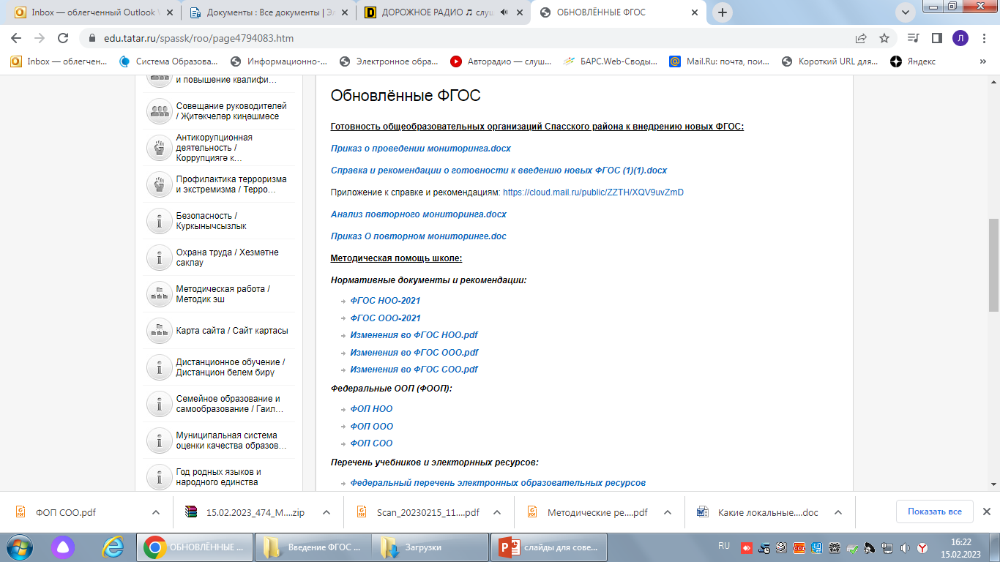 Inbox — облегченный Outlook
Документы : Все документы | Эл
ДОРОЖНОЕ РАДИО ♫ слуш
ОБНОВЛЁННЫЕ ФГОС
edu.tatar.ru/spassk/roo/page4794083.htm
Л
Inbox — облегчен...
Система Образова...
Информационно-...
Электронное обра...
Авторадио — слуш...
БАРС.Web-Своды...
Mail.Ru: почта, пои...
Короткий URL для...
Яндекс
»
и повышение квалифи…
Совещание руководителей
/ Җитәкчеләр киңәшмәсе
Антикорупционная
деятельность /
Коррупциягә к…
Профилактика терроризма
и экстремизма / Терро…
Безопасность /
Куркынычсызлык
Охрана труда / Хезмәтне
саклау
Методическая работа /
Методик эш
Карта сайта / Сайт картасы
Дистанционное обучение /
Дистанцион белем бирү
Семейное образование и
самообразование / Гаил…
Муниципальная система
оценки качества образов…
Год родных языков и
народного единства
Обновлённые ФГОС
Готовность общеобразовательных организаций Спасского района к внедрению новых ФГОС:
Приказ о проведении мониторинга.docx
Справка и рекомендации о готовности к введению новых ФГОС (1)(1).docx
Приложение к справке и рекомендациям: https://cloud.mail.ru/public/ZZTH/XQV9uvZmD
Анализ повторного мониторинга.docx
Приказ О повторном мониторинге.doc
Методическая помощь школе:
Нормативные документы и рекомендации:
ФГОС НОО-2021
ФГОС ООО-2021
Изменения во ФГОС НОО.pdf
Изменения во ФГОС ООО.pdf
Изменения во ФГОС СОО.pdf
Федеральные ООП (ФООП):
ФОП НОО
ФОП ООО
ФОП СОО
Перечень учебников и электорнных ресурсов:
Федеральный перечень электронных образовательных ресурсов
ФОП СОО.pdf
15.02.2023_474_М....zip
Scan_20230215_11....pdf
Методические ре....pdf
Какие локальные....doc
Показать все
ОБНОВЛЁННЫЕ ...
Введение ФГОС ...
Загрузки
слайды для сове...
RU
16:22
15.02.2023